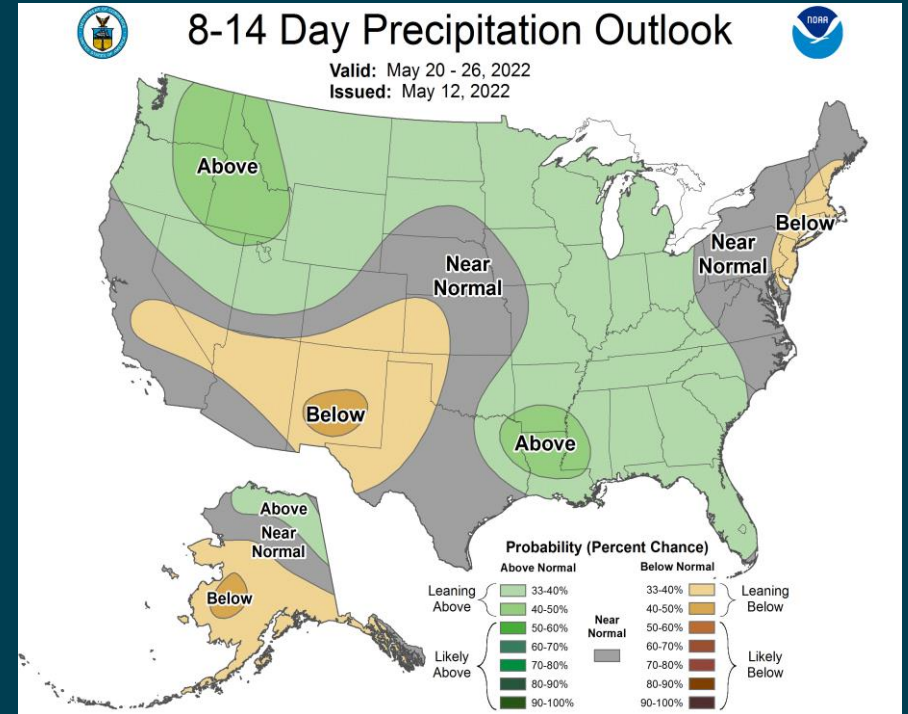 8-14 Day Precipitation Outlook
NOAA
Valid: May 20 - 26, 2022
Issued: May 12, 2022
Above
Near
Normal
Below
Near
Normal
Below
Above
Above
Near
Normal
Below
Probability (Percent Chance)
Above Normal
Below Normal
Leaning
Above
33-40%
40-50%
Likely
Above
50-60%
60-70%
70-80%
80-90%
90-100%
Near
Normal
33-40%
40-50%
Leaning
Below
50-60%
60-70%
70-80%
80-90%
90-100%
Likely
Below